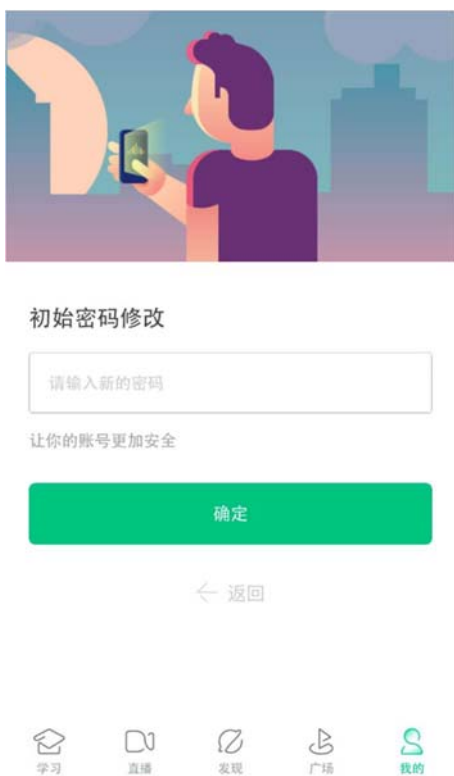 初始密码修改
请输入新的密码
让你的账号更加安全
确定
返回
学习 直播 发现 广场 我的